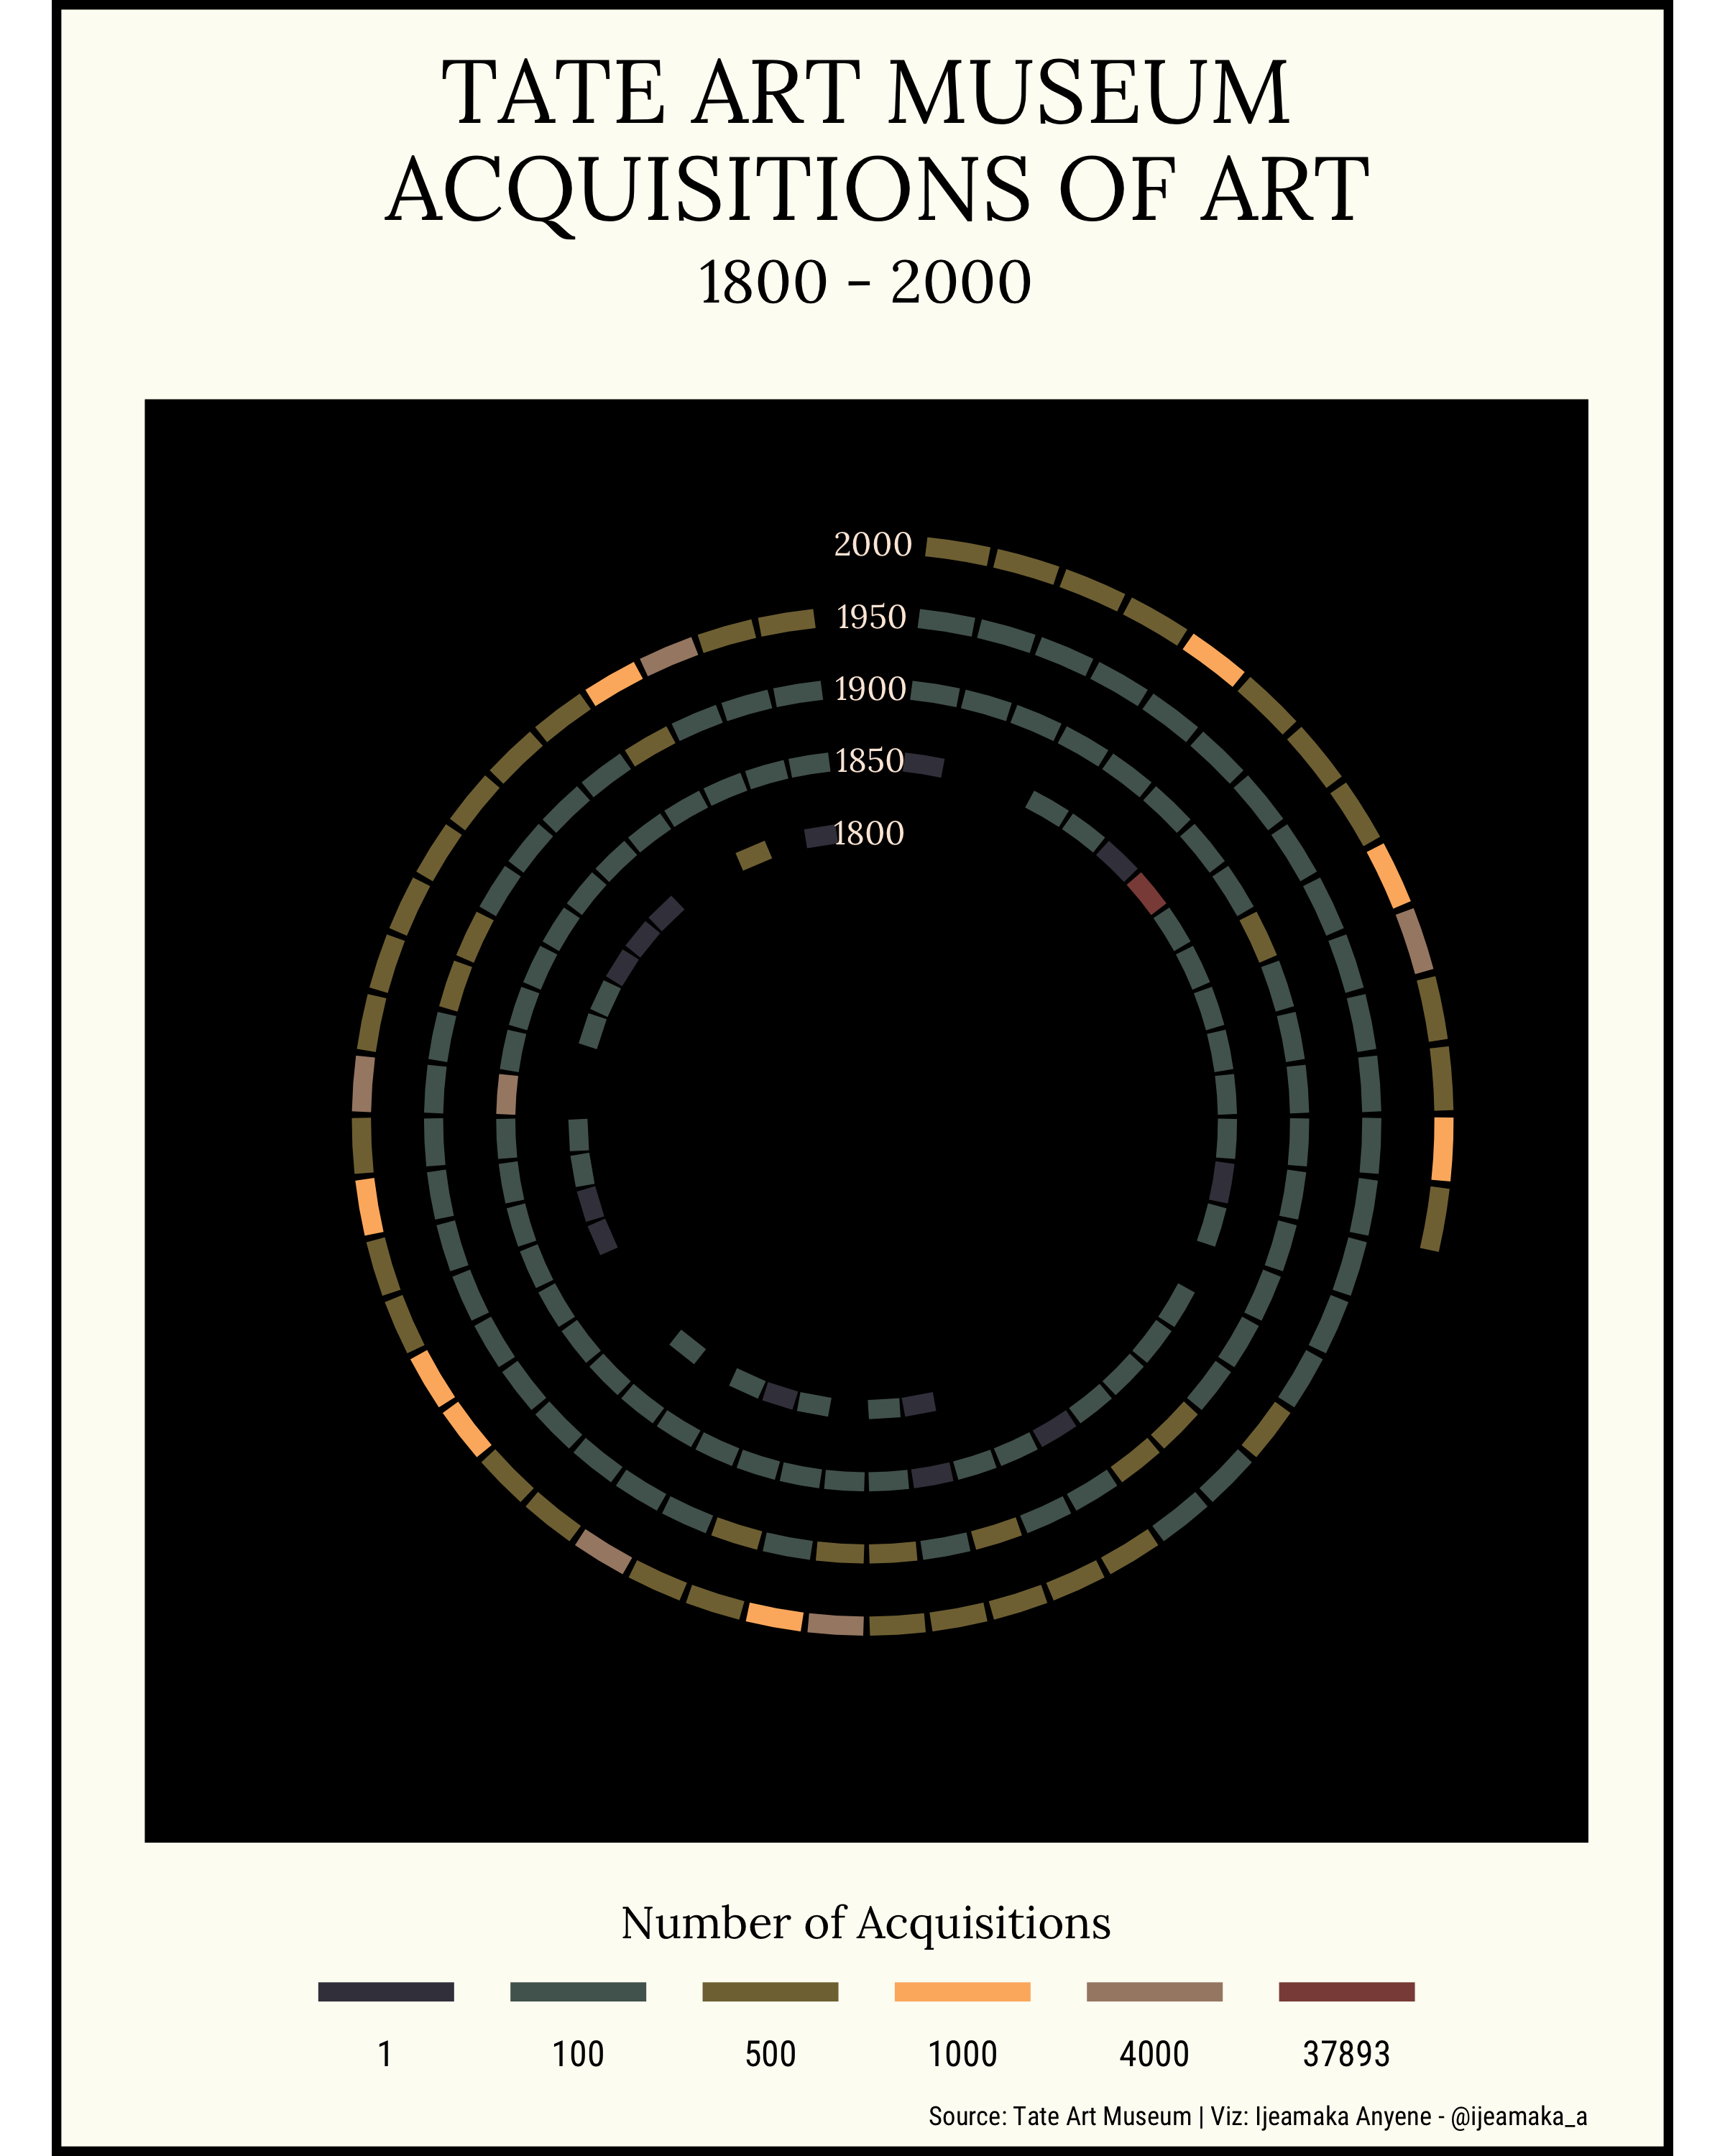 TATE ART MUSEUM
ACQUISITIONS OF ART
1800 - 2000
2000
1950
1900
1850
1800
Number of Acquisitions
1 100 500 1000 4000 37893
Source: Tate Art Museum | Viz: Ijeamaka Anyene - @ijeamaka_a